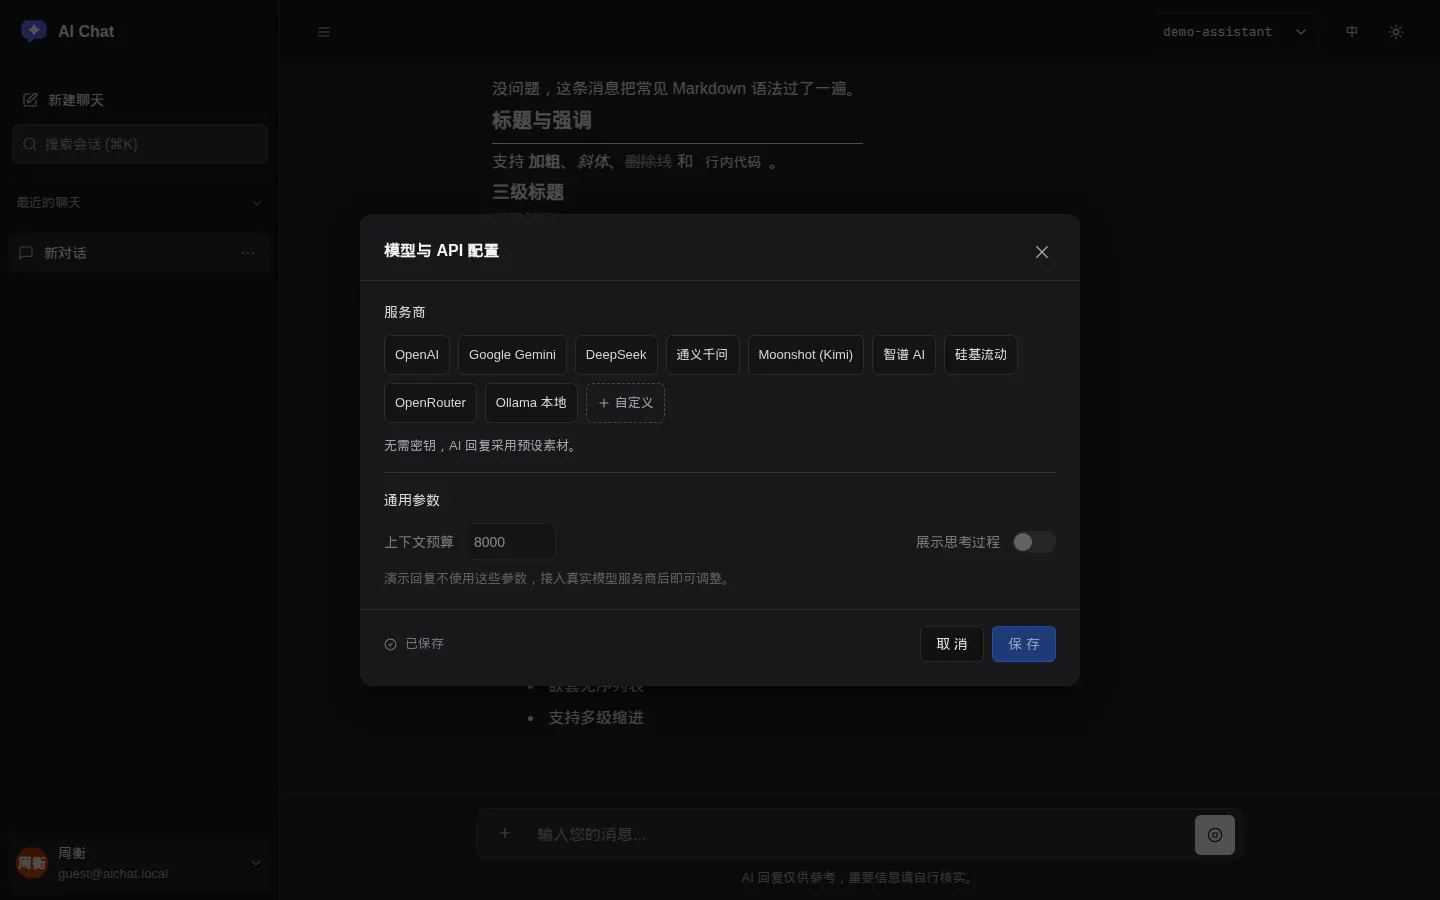 AI Chat
新建聊天
搜索会话 (⌘K)
最近的聊天
新对话
demo-assistant
中
没问题，这条消息把常见 Markdown 语法过了一遍。
标题与强调
支持 加粗、斜体、删除线 和 行内代码 。
三级标题
模型与 API 配置
服务商
OpenAI
Google Gemini
DeepSeek
通义千问
Moonshot (Kimi)
智谱 AI
硅基流动
OpenRouter
Ollama 本地
+ 自定义
无需密钥，AI 回复采用预设素材。
通用参数
上下文预算
8000
展示思考过程
演示回复不使用这些参数，接入真实模型服务商后即可调整。
已保存
取 消
保 存
嵌套无序列表
支持多级缩进
输入您的消息...
AI 回复仅供参考，重要信息请自行核实。
周衡
周衡
guest@aichat.local